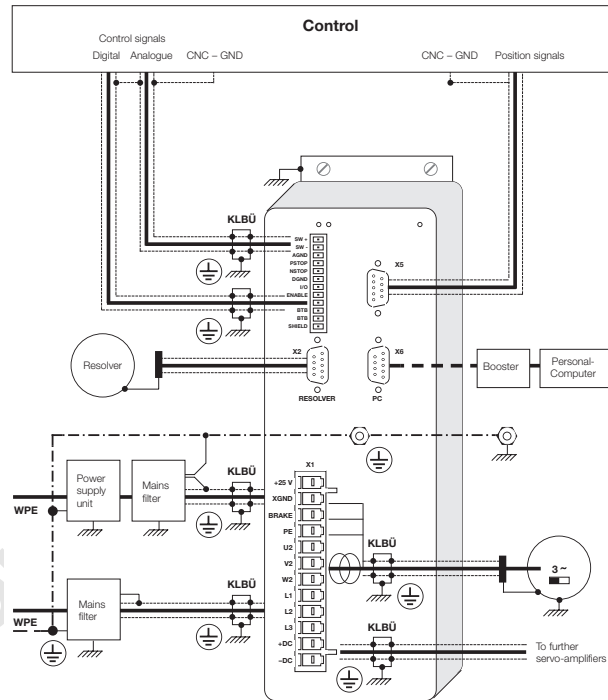 Control
Control signals
Digital Analogue CNC – GND
CNC – GND Position signals
KLBÜ
SW +
SW -
AGND
PSTOP
NSTOP
DGND
I/O
ENABLE
BTB
BTB
SHIELD
X5
KLBÜ
Resolver
X2
RESOLVER
X6
PC
Booster
Personal-
Computer
Power
supply
unit
Mains
filter
WPE
KLBÜ
X1
+25 V
XGND
BRAKE
PE
U2
V2
W2
L1
L2
L3
+DC
–DC
KLBÜ
3 ~
Mains
filter
WPE
KLBÜ
KLBÜ
To further
servo-amplifiers